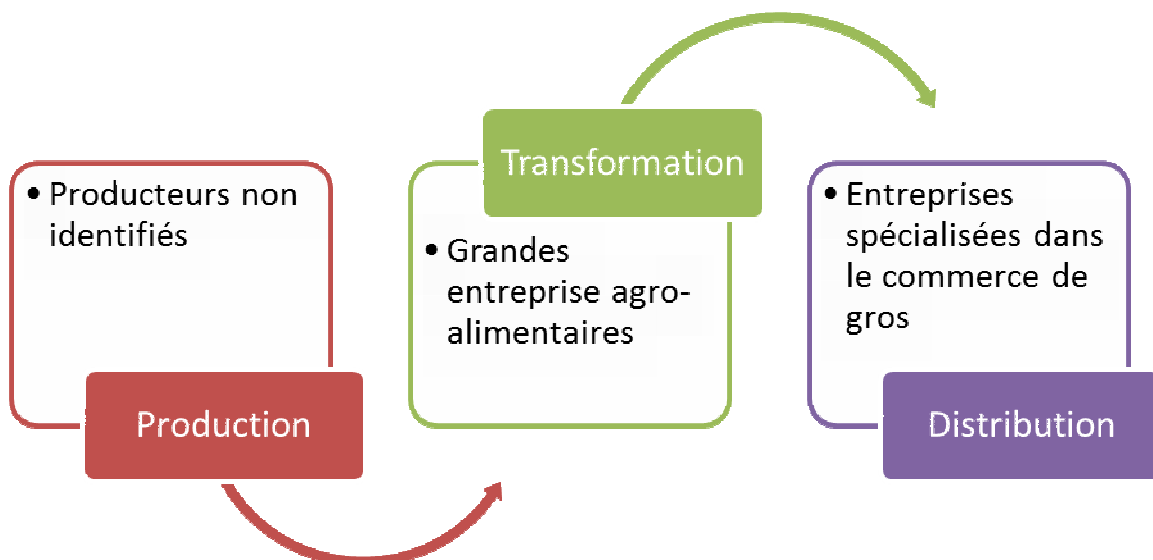 • Producteurs non
identifiés
Production
Transformation
• Grandes
entreprise agro-
alimentaires
• Entreprises
spécialisées dans
le commerce de
gros
Distribution